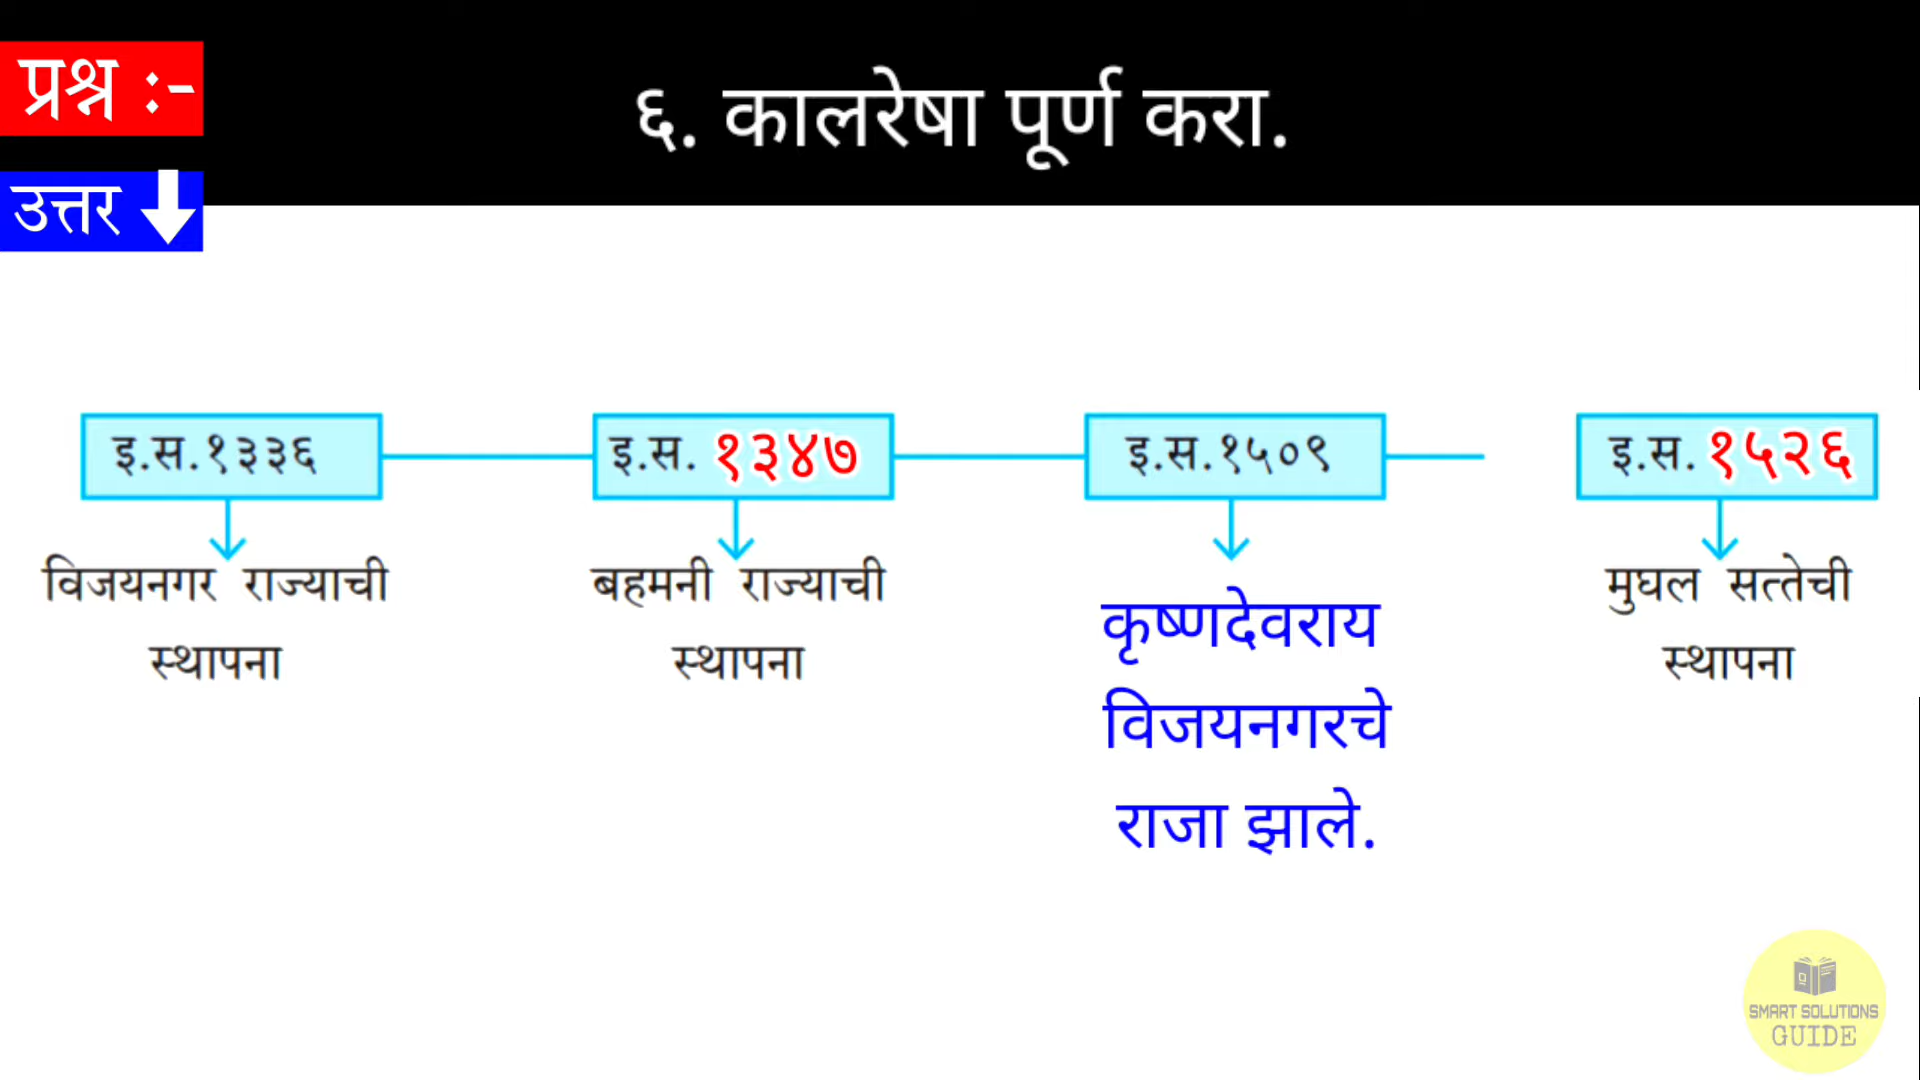 प्रश्न :-
६. कालरेषा पूर्ण करा.
उत्तर
इ.स.१३३६
इ.स. १३४७
इ.स.१५०९
इ.स. १५२६
विजयनगर राज्याची
स्थापना
बहमनी राज्याची
स्थापना
कृष्णदेवराय
विजयनगरचे
राजा झाले.
मुघल सत्तेची
स्थापना
SMART SOLUTIONS
GUIDE